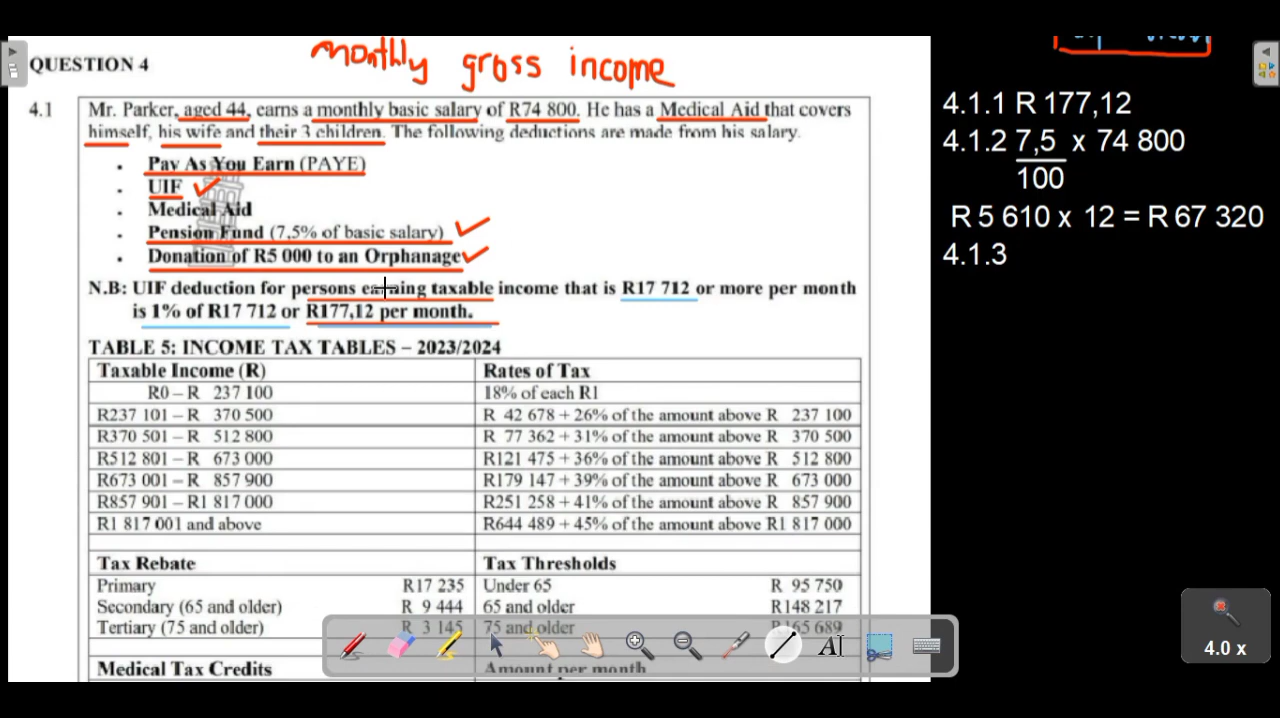 monthly gross income
QUESTION 4
4.1 Mr. Parker, aged 44, earns a monthly basic salary of R74 800. He has a Medical Aid that covers
himself, his wife and their 3 children. The following deductions are made from his salary.
• Pay As You Earn (PAYE)
• UIF
• Medical Aid
• Pension Fund (7,5% of basic salary)
• Donation of R5 000 to an Orphanage
N.B: UIF deduction for persons earning taxable income that is R17 712 or more per month
is 1% of R17 712 or R177,12 per month.
TABLE 5: INCOME TAX TABLES – 2023/2024
Taxable Income (R) Rates of Tax
R0 – R 237 100 18% of each R1
R237 101 – R 370 500 R 42 678 + 26% of the amount above R 237 100
R370 501 – R 512 800 R 77 362 + 31% of the amount above R 370 500
R512 801 – R 673 000 R121 475 + 36% of the amount above R 512 800
R673 001 – R 857 900 R179 147 + 39% of the amount above R 673 000
R857 901 – R1 817 000 R251 258 + 41% of the amount above R 857 900
R1 817 001 and above R644 489 + 45% of the amount above R1 817 000
Tax Rebate Tax Thresholds
Primary R17 235 Under 65 R 95 750
Secondary (65 and older) R 9 444 65 and older R148 217
Tertiary (75 and older) R 3 145 75 and older R165 689
Medical Tax Credits Amount per month
4.1.1 R 177,12
4.1.2 7,5 x 74 800
100
R 5 610 x 12 = R 67 320
4.1.3
A
4.0 x